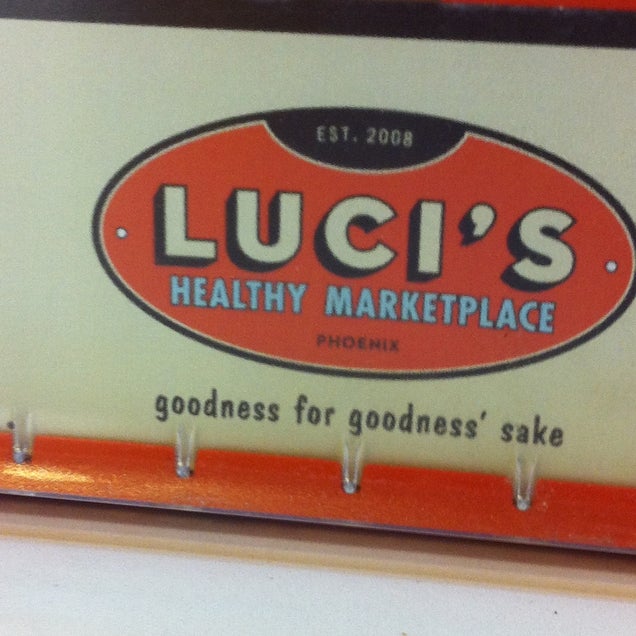 EST. 2008
LUCI'S
HEALTHY MARKETPLACE
PHOENIX
goodness for goodness' sake